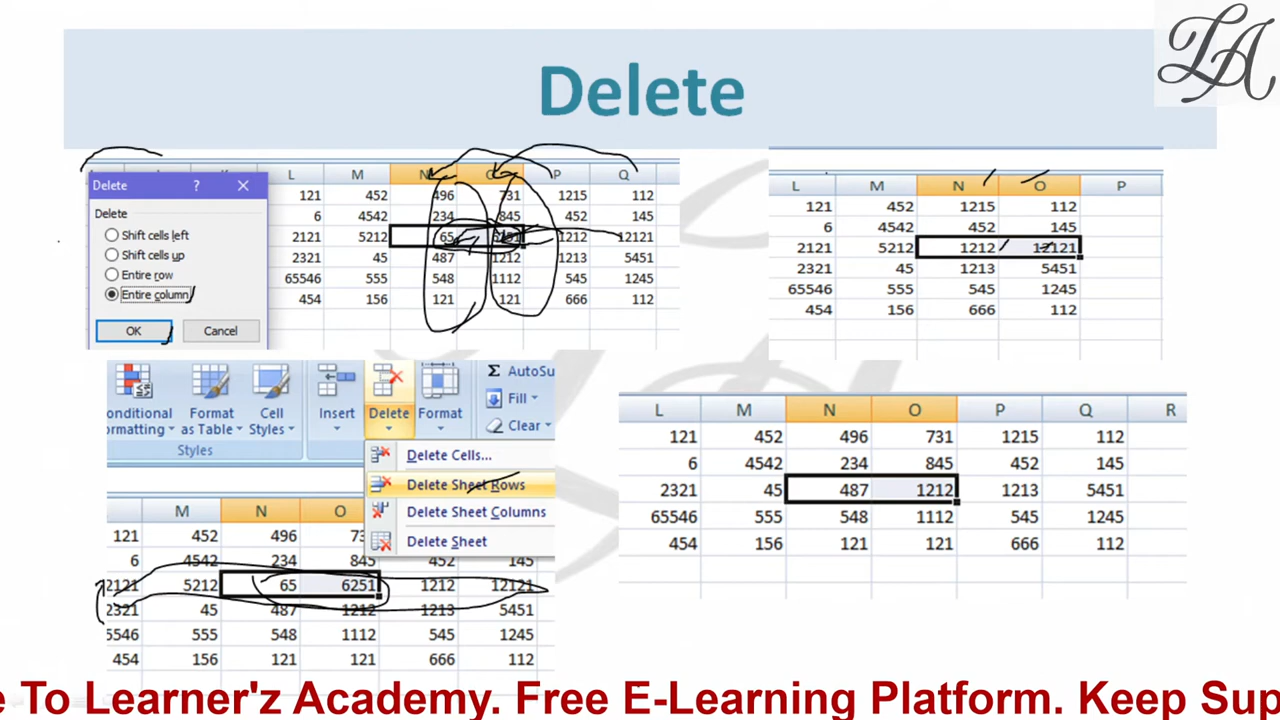 LA
Delete
Delete ? ×
Delete
Shift cells left
Shift cells up
Entire row
Entire column
OK Cancel
L M N O P Q
121 452 496 731 1215 112
6 4542 234 845 452 145
2121 5212 65 1212 12121
2321 45 487 1212 1213 5451
65546 555 548 1112 545 1245
454 156 121 121 666 112
L M N O P
121 452 1215 112
6 4542 452 145
2121 5212 1212 12121
2321 45 1213 5451
65546 555 545 1245
454 156 666 112
onditional Format Cell Insert Delete Format
ormatting as Table Styles
Styles
Σ AutoSu
Fill
Clear
Delete Cells...
Delete Sheet Rows
Delete Sheet Columns
Delete Sheet
M N O
121 452 496 73
6 4542 234 845 452 145
2121 5212 65 6251 1212 12121
2321 45 487 1212 1213 5451
5546 555 548 1112 545 1245
454 156 121 121 666 112
L M N O P Q R
121 452 496 731 1215 112
6 4542 234 845 452 145
2321 45 487 1212 1213 5451
65546 555 548 1112 545 1245
454 156 121 121 666 112
e To Learner'z Academy. Free E-Learning Platform. Keep Sup